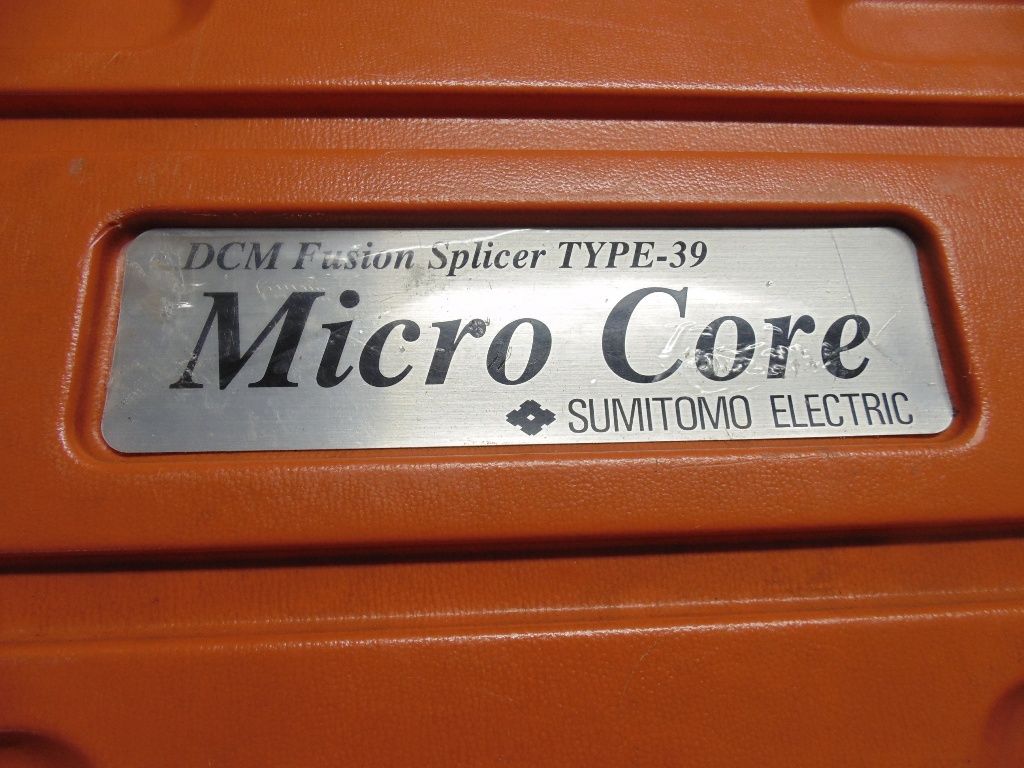 DCM Fusion Splicer TYPE-39
Micro Core
SUMITOMO ELECTRIC